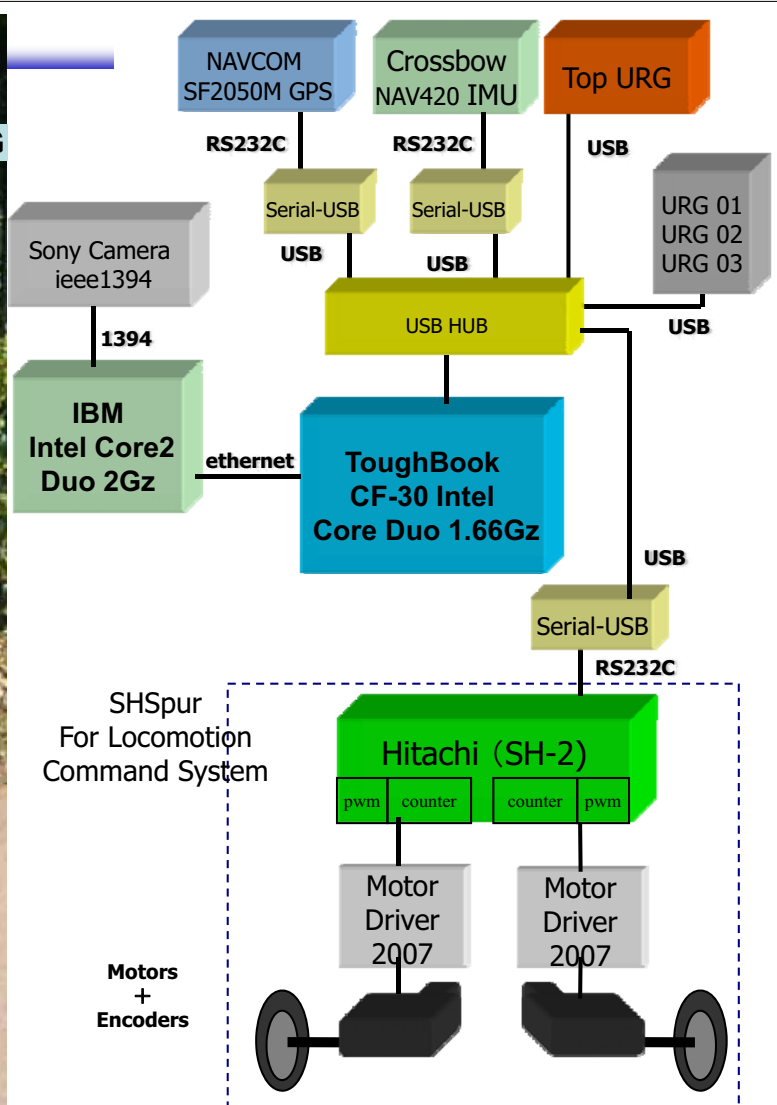 NAVCOM
SF2050M GPS
Crossbow
NAV420 IMU
Top URG
G
RS232C
RS232C
USB
Serial-USB
Serial-USB
URG 01
URG 02
URG 03
Sony Camera
ieee1394
USB
USB
USB HUB
USB
1394
IBM
Intel Core2
Duo 2Gz
ethernet
ToughBook
CF-30 Intel
Core Duo 1.66Gz
USB
Serial-USB
RS232C
SHSpur
For Locomotion
Command System
Hitachi（SH-2)
pwm
counter
counter
pwm
Motor
Driver
2007
Motor
Driver
2007
Motors
+
Encoders